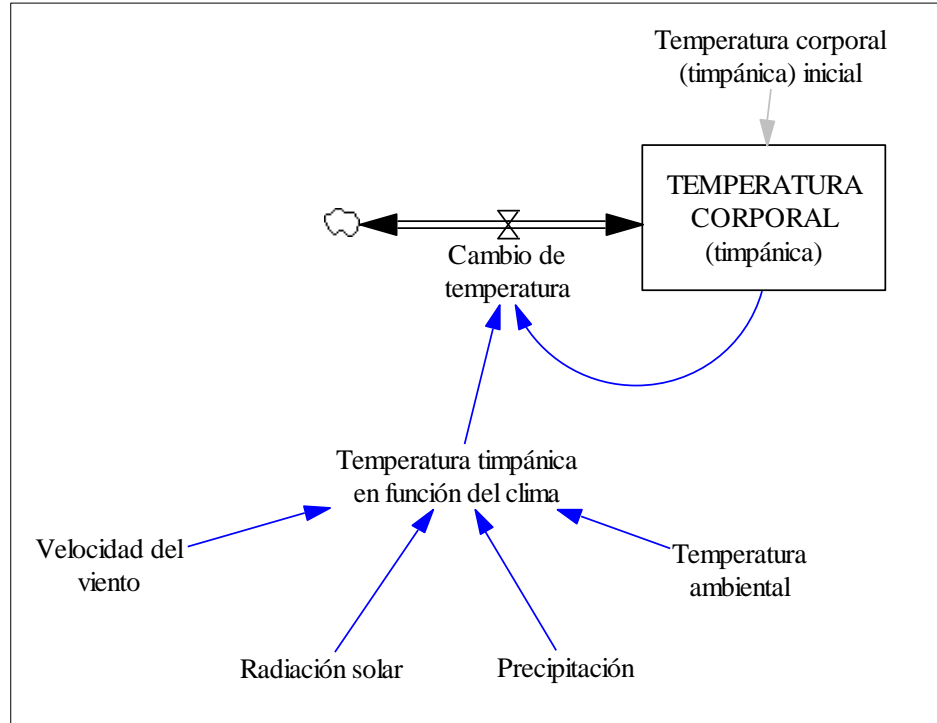 Temperatura corporal
(timpánica) inicial
TEMPERATURA
CORPORAL
(timpánica)
Cambio de
temperatura
Temperatura timpánica
en función del clima
Velocidad del
viento
Temperatura
ambiental
Radiación solar
Precipitación